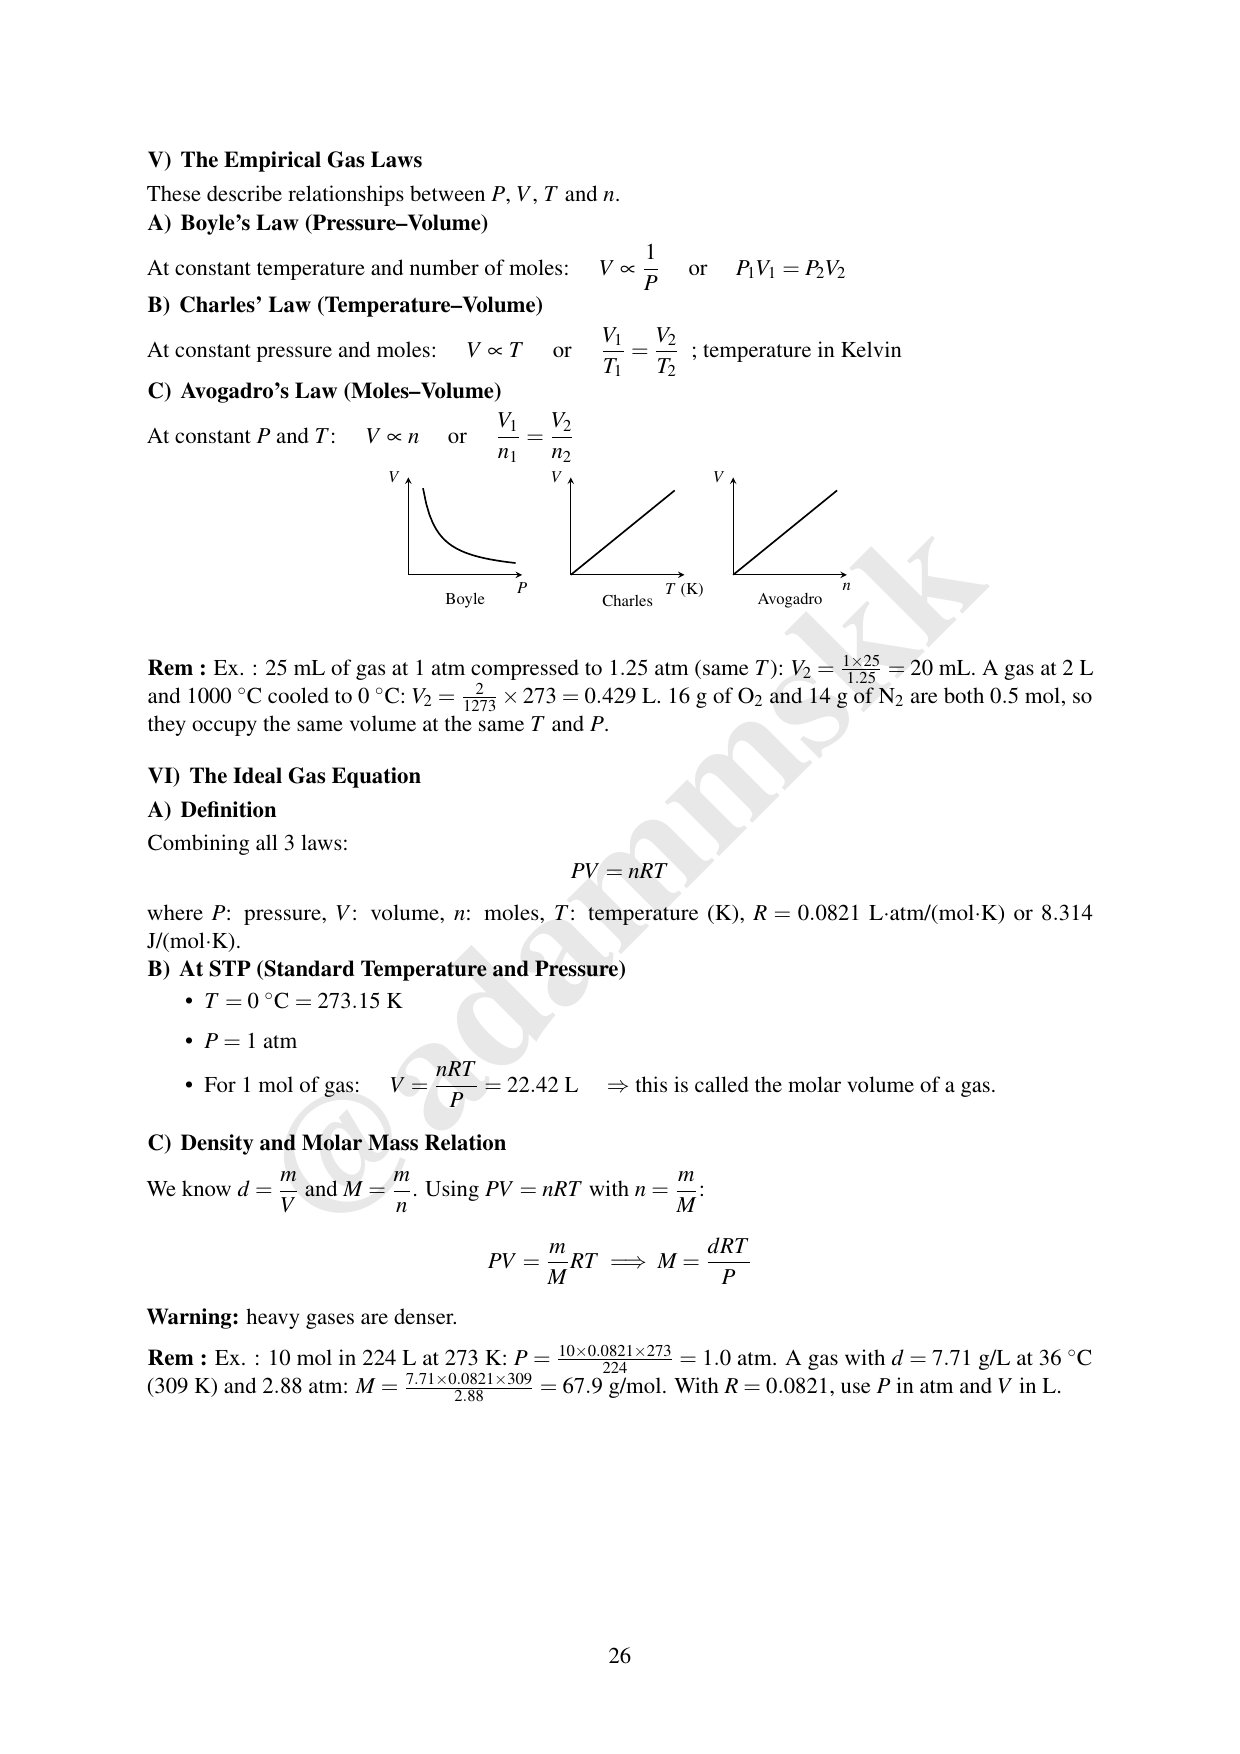 V) The Empirical Gas Laws
These describe relationships between P, V, T and n.
A) Boyle's Law (Pressure–Volume)
At constant temperature and number of moles: V ∝ 1/P or P₁V₁ = P₂V₂
B) Charles' Law (Temperature–Volume)
At constant pressure and moles: V ∝ T or V₁/T₁ = V₂/T₂ ; temperature in Kelvin
C) Avogadro's Law (Moles–Volume)
At constant P and T: V ∝ n or V₁/n₁ = V₂/n₂
V V V
P T (K) n
Boyle Charles Avogadro
Rem : Ex. : 25 mL of gas at 1 atm compressed to 1.25 atm (same T): V₂ = 1×25/1.25 = 20 mL. A gas at 2 L
and 1000 °C cooled to 0 °C: V₂ = 2/1273 × 273 = 0.429 L. 16 g of O₂ and 14 g of N₂ are both 0.5 mol, so
they occupy the same volume at the same T and P.
VI) The Ideal Gas Equation
A) Definition
Combining all 3 laws:
PV = nRT
where P: pressure, V: volume, n: moles, T: temperature (K), R = 0.0821 L·atm/(mol·K) or 8.314
J/(mol·K).
B) At STP (Standard Temperature and Pressure)
• T = 0 °C = 273.15 K
• P = 1 atm
• For 1 mol of gas: V = nRT/P = 22.42 L ⇒ this is called the molar volume of a gas.
C) Density and Molar Mass Relation
We know d = m/V and M = m/n. Using PV = nRT with n = m/M:
PV = m/M RT ⟹ M = dRT/P
Warning: heavy gases are denser.
Rem : Ex. : 10 mol in 224 L at 273 K: P = 10×0.0821×273/224 = 1.0 atm. A gas with d = 7.71 g/L at 36 °C
(309 K) and 2.88 atm: M = 7.71×0.0821×309/2.88 = 67.9 g/mol. With R = 0.0821, use P in atm and V in L.
26
@adammskk